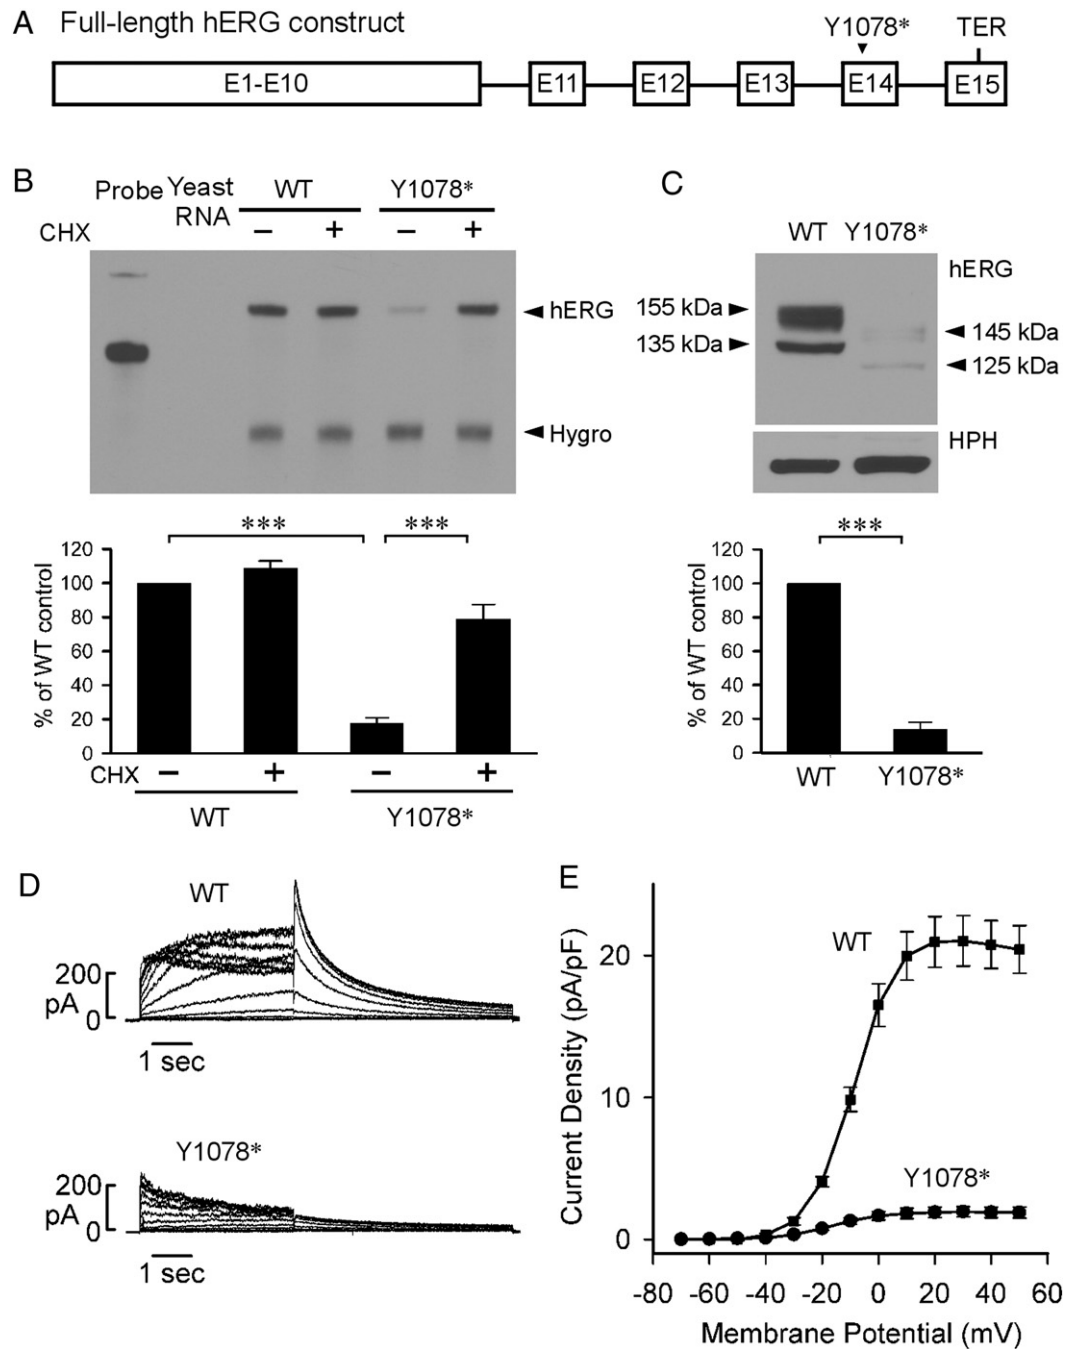 A Full-length hERG construct
Y1078* TER
E1-E10 E11 E12 E13 E14 E15
B
Probe Yeast RNA WT Y1078*
CHX − + − +
hERG
Hygro
*** ***
% of WT control
120
100
80
60
40
20
0
CHX − + − +
WT Y1078*
C
WT Y1078*
hERG
155 kDa
135 kDa
145 kDa
125 kDa
HPH
***
% of WT control
120
100
80
60
40
20
0
WT Y1078*
D
WT
200
pA
0
1 sec
Y1078*
200
pA
0
1 sec
E
WT
Y1078*
Current Density (pA/pF)
20
10
0
-80 -60 -40 -20 0 20 40 60
Membrane Potential (mV)